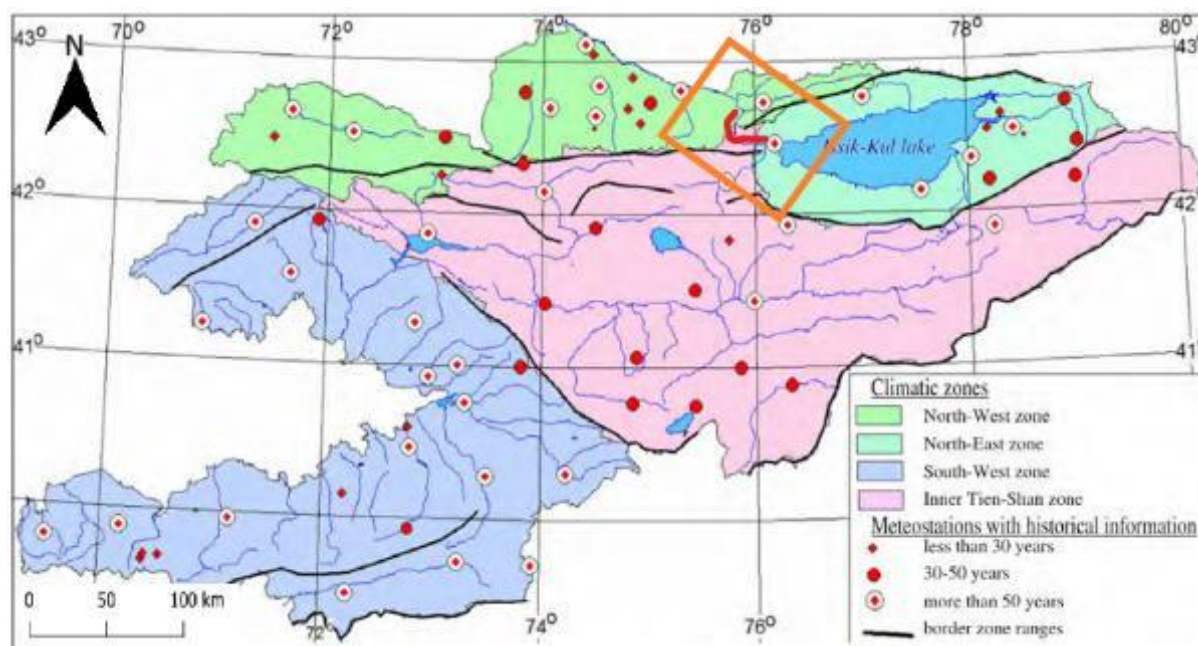 70° 72° 74° 76° 78° 80°
43° 43°
N
Issik-Kul lake
42° 42°
41° 41°
Climatic zones
North-West zone
North-East zone
South-West zone
Inner Tien-Shan zone
Meteostations with historical information
less than 30 years
30-50 years
more than 50 years
border zone ranges
0 50 100 km
72° 74° 76°